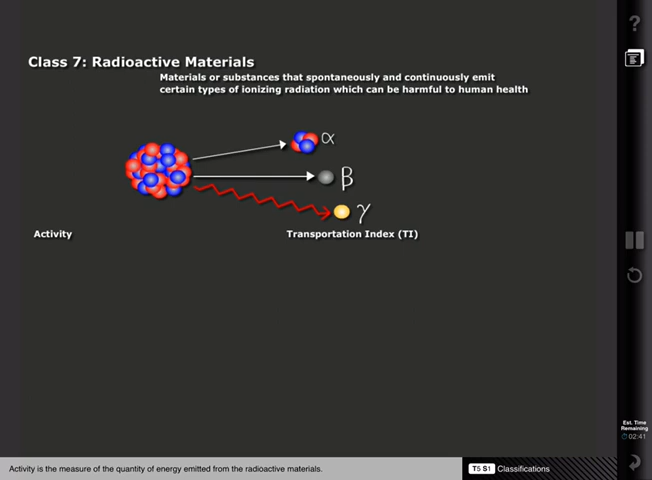 ?
Class 7: Radioactive Materials
Materials or substances that spontaneously and continuously emit
certain types of ionizing radiation which can be harmful to human health
α
β
γ
Activity
Transportation Index (TI)
Est. Time
Remaining
02:41
Activity is the measure of the quantity of energy emitted from the radioactive materials.
T5 S1 Classifications